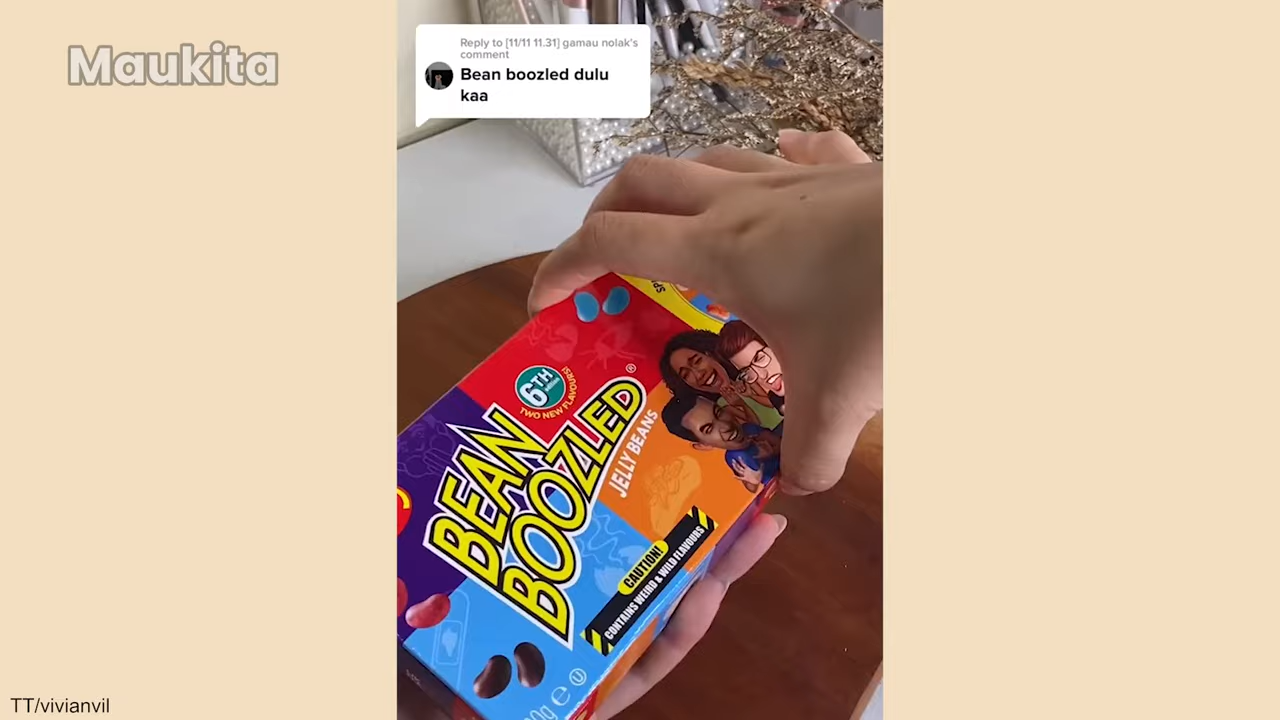 Maukita
Reply to [11/11 11.31] gamau nolak's
comment
Bean boozled dulu
kaa
6TH
edition
TWO NEW FLAVOURS!
BEAN
BOOZLED
®
JELLY BEANS
CAUTION!
CONTAINS WEIRD & WILD FLAVOURS
TT/vivianvil